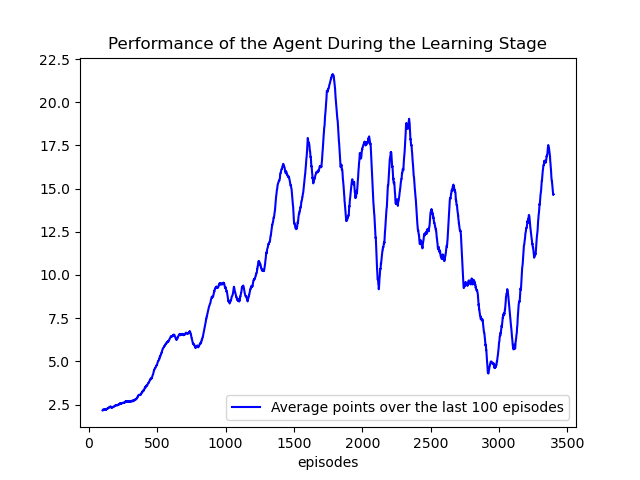 Performance of the Agent During the Learning Stage
22.5
20.0
17.5
15.0
12.5
10.0
7.5
5.0
2.5
Average points over the last 100 episodes
0 500 1000 1500 2000 2500 3000 3500
episodes